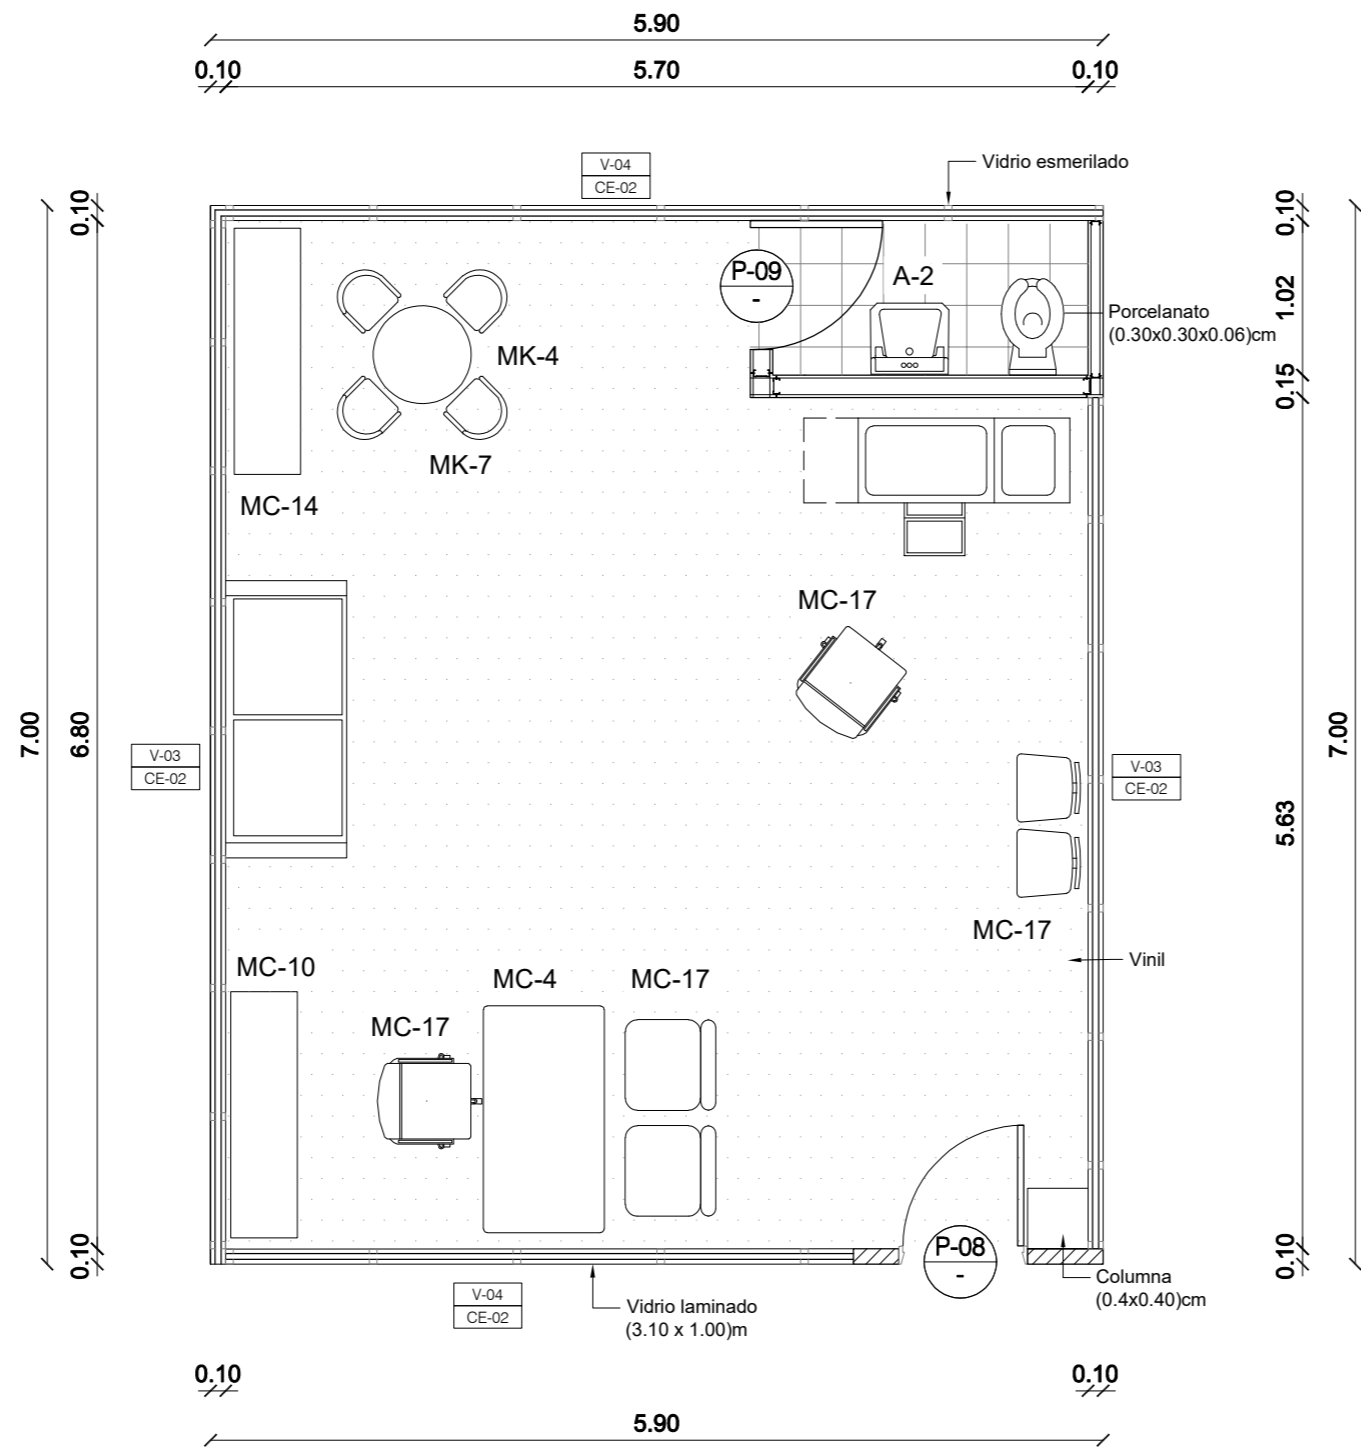 5.90
0.10
5.70
0.10
V-04
CE-02
Vidrio esmerilado
0.10
0.10
P-09
-
A-2
1.02
Porcelanato
(0.30x0.30x0.06)cm
MK-4
0.15
MK-7
MC-14
MC-17
7.00
6.80
7.00
V-03
CE-02
V-03
CE-02
5.63
MC-17
Vinil
MC-10
MC-4
MC-17
MC-17
0.10
P-08
-
0.10
Columna
(0.4x0.40)cm
V-04
CE-02
Vidrio laminado
(3.10 x 1.00)m
0.10
0.10
5.90